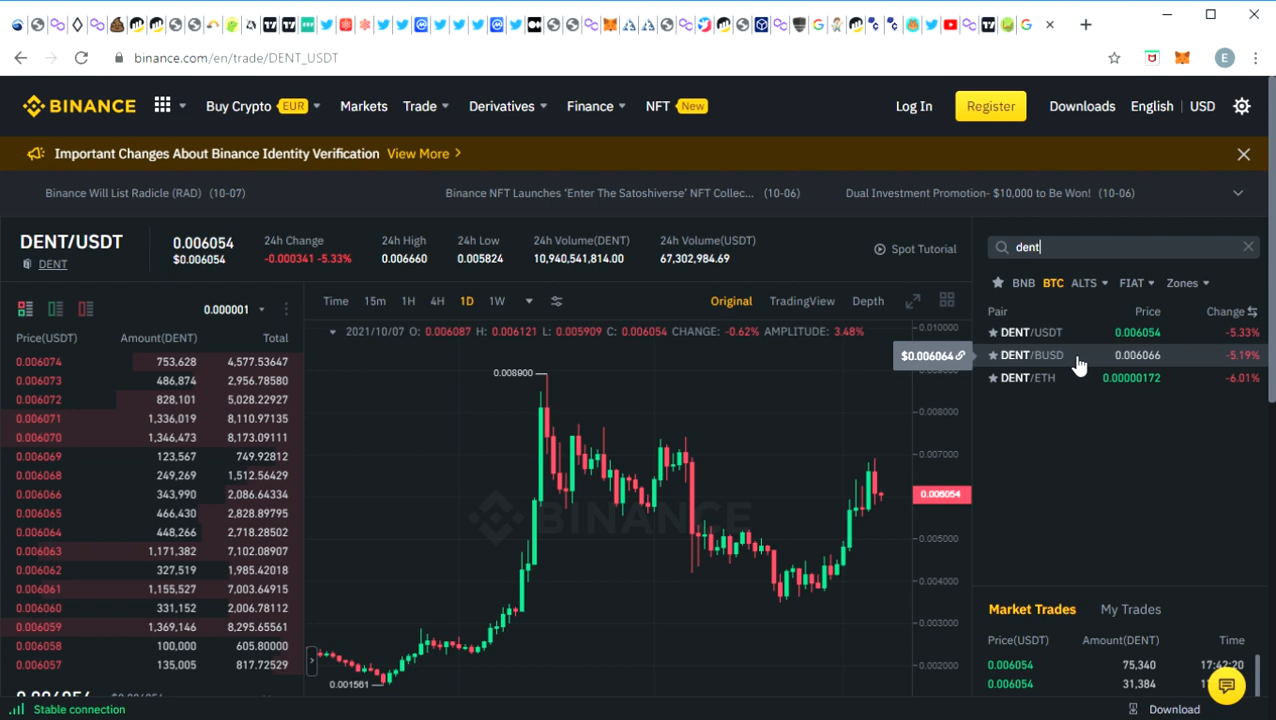 binance.com/en/trade/DENT_USDT
E
BINANCE
Buy Crypto EUR
Markets
Trade
Derivatives
Finance
NFT New
Log In
Register
Downloads
English
USD
Important Changes About Binance Identity Verification View More
Binance Will List Radicle (RAD) (10-07)
Binance NFT Launches ‘Enter The Satoshiverse’ NFT Collec... (10-06)
Dual Investment Promotion- $10,000 to Be Won! (10-06)
DENT/USDT
DENT
0.006054
$0.006054
24h Change
-0.000341 -5.33%
24h High
0.006660
24h Low
0.005824
24h Volume(DENT)
10,940,541,814.00
24h Volume(USDT)
67,302,984.69
Spot Tutorial
0.000001
Price(USDT) Amount(DENT) Total
0.006074 753,628 4,577.53647
0.006073 486,874 2,956.78580
0.006072 828,101 5,028.22927
0.006071 1,336,019 8,110.97135
0.006070 1,346,473 8,173.09111
0.006069 123,567 749.92812
0.006068 249,269 1,512.56429
0.006066 343,990 2,086.64334
0.006065 466,430 2,828.89795
0.006064 448,266 2,718.28502
0.006063 1,171,382 7,102.08907
0.006062 327,519 1,985.42018
0.006061 1,155,527 7,003.64915
0.006060 331,152 2,006.78112
0.006059 1,369,146 8,295.65561
0.006058 100,000 605.80000
0.006057 135,005 817.72529
0.006054
Time 15m 1H 4H 1D 1W
Original TradingView Depth
2021/10/07 O: 0.006087 H: 0.006121 L: 0.005909 C: 0.006054 CHANGE: -0.62% AMPLITUDE: 3.48%
$0.006064
0.008900
BINANCE
0.001561
0.010000
0.008000
0.007000
0.006054
0.005000
0.004000
0.003000
0.002000
dent
BNB BTC ALTS FIAT Zones
Pair Price Change
DENT/USDT 0.006054 -5.33%
DENT/BUSD 0.006066 -5.19%
DENT/ETH 0.00000172 -6.01%
Market Trades My Trades
Price(USDT) Amount(DENT) Time
0.006054 75,340 17:42:20
0.006054 31,384
Stable connection
Download